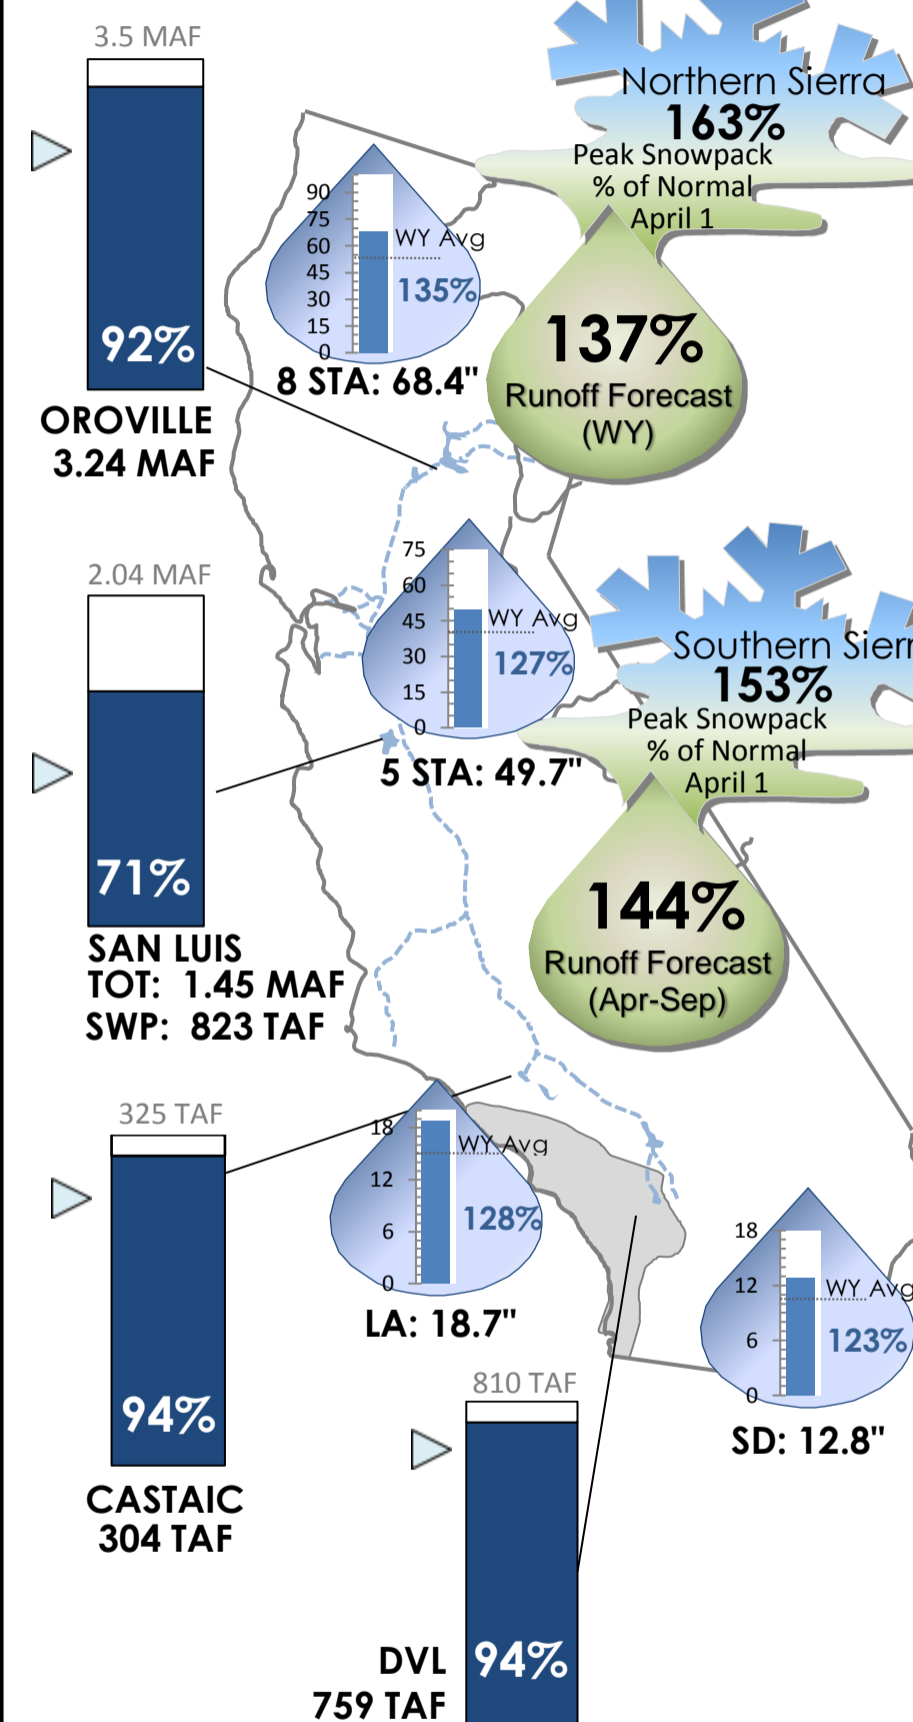 3.5 MAF
92%
OROVILLE
3.24 MAF
Northern Sierra
163%
Peak Snowpack
% of Normal
April 1
90
75
60
45
30
15
0
WY Avg
135%
8 STA: 68.4"
137%
Runoff Forecast
(WY)
2.04 MAF
71%
SAN LUIS
TOT: 1.45 MAF
SWP: 823 TAF
75
60
45
30
15
0
WY Avg
127%
5 STA: 49.7"
Southern Sierr
153%
Peak Snowpack
% of Normal
April 1
144%
Runoff Forecast
(Apr-Sep)
325 TAF
94%
CASTAIC
304 TAF
18
12
6
0
WY Avg
128%
LA: 18.7"
18
12
6
0
WY Avg
123%
SD: 12.8"
810 TAF
94%
DVL
759 TAF